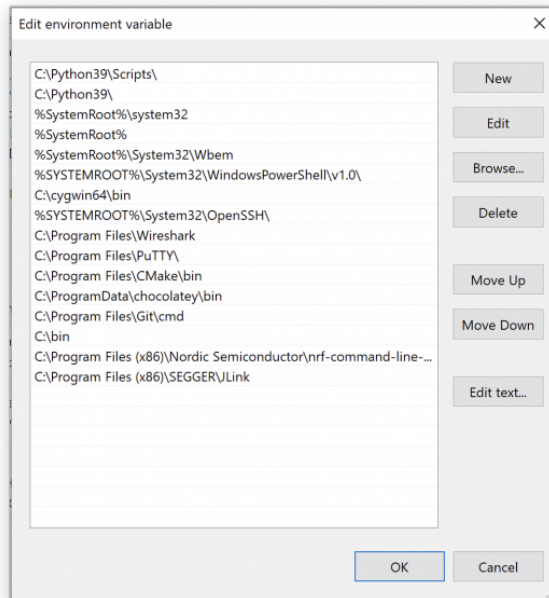 Edit environment variable
C:\Python39\Scripts\
C:\Python39\
%SystemRoot%\system32
%SystemRoot%
%SystemRoot%\System32\Wbem
%SYSTEMROOT%\System32\WindowsPowerShell\v1.0\
C:\cygwin64\bin
%SYSTEMROOT%\System32\OpenSSH\
C:\Program Files\Wireshark
C:\Program Files\PuTTY\
C:\Program Files\CMake\bin
C:\ProgramData\chocolatey\bin
C:\Program Files\Git\cmd
C:\bin
C:\Program Files (x86)\Nordic Semiconductor\nrf-command-line-...
C:\Program Files (x86)\SEGGER\JLink
New
Edit
Browse...
Delete
Move Up
Move Down
Edit text...
OK
Cancel